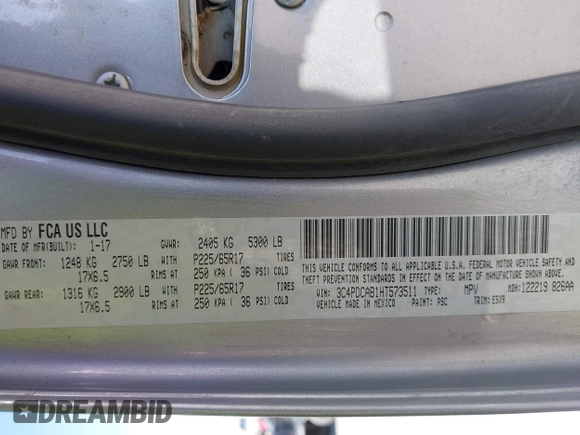 MFD BY FCA US LLC
DATE OF MFR(BUILT): 1-17 GVWR: 2405 KG 5300 LB
GAWR FRONT: 1248 KG 2750 LB WITH P225/65R17 TIRES
17X6.5 RIMS AT 250 KPA ( 36 PSI) COLD
GAWR REAR: 1316 KG 2900 LB WITH P225/65R17 TIRES
17X6.5 RIMS AT 250 KPA ( 36 PSI) COLD
THIS VEHICLE CONFORMS TO ALL APPLICABLE U.S.A. FEDERAL MOTOR VEHICLE SAFETY AND
THEFT PREVENTION STANDARDS IN EFFECT ON THE DATE OF MANUFACTURE SHOWN ABOVE.
VIN: 3C4PDCAB1HT573511 TYPE: MPV MDH: 122219 026AA
VEHICLE MADE IN MEXICO PAINT: PSC TRIM: E5X9
DREAMBID